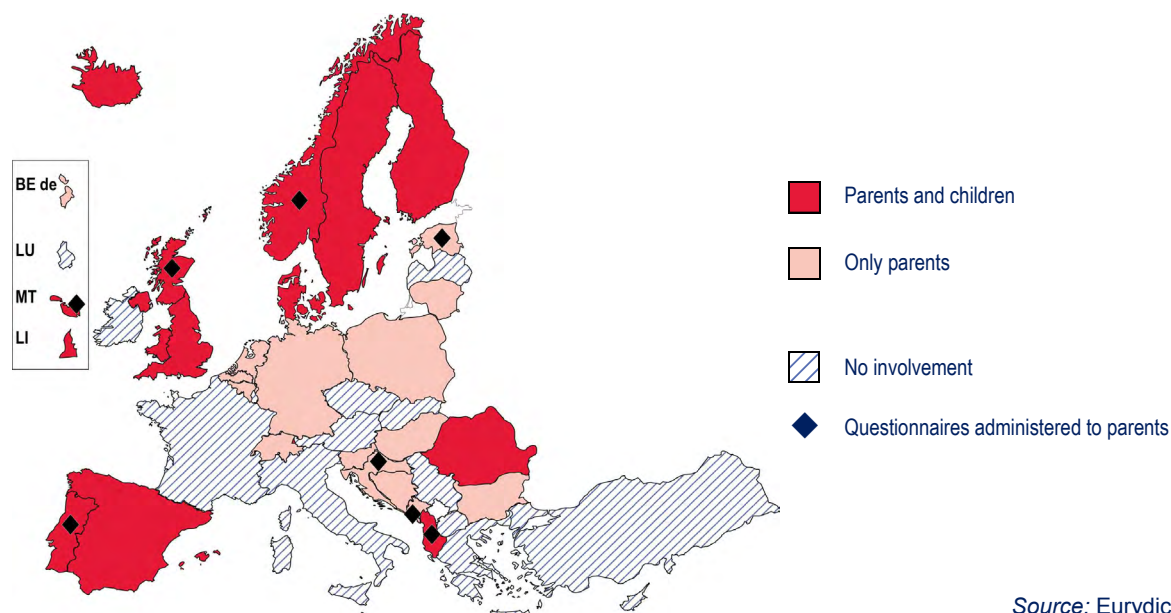 BE de
LU
MT
LI
Parents and children
Only parents
No involvement
Questionnaires administered to parents
Source: Eurydic